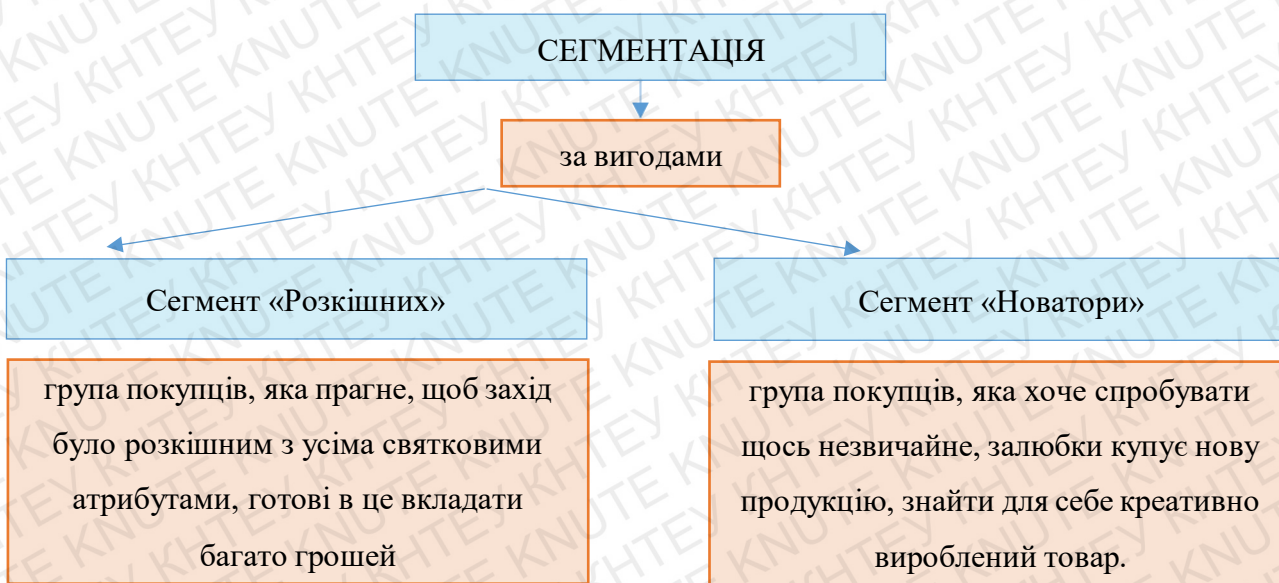 СЕГМЕНТАЦІЯ
за вигодами
Сегмент «Розкішних»
група покупців, яка прагне, щоб захід
було розкішним з усіма святковими
атрибутами, готові в це вкладати
багато грошей
Сегмент «Новатори»
група покупців, яка хоче спробувати
щось незвичайне, залюбки купує нову
продукцію, знайти для себе креативно
вироблений товар.